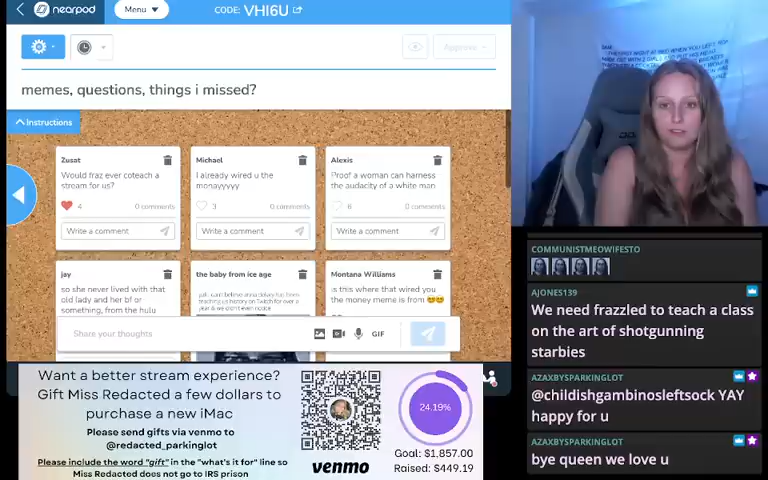 nearpod
Menu
CODE: VHI6U
Approve
memes, questions, things i missed?
Instructions
Zusat
Would fraz ever coteach a
stream for us?
4
0 comments
Write a comment
Michael
I already wired u the
monayyyyy
3
0 comments
Write a comment
Alexis
Proof a woman can harness
the audacity of a white man
6
0 comments
Write a comment
jay
so she never lived with that
old lady and her bf or
something, from the hulu
the baby from ice age
Montana Williams
is this where that wired you
the money meme is from
Share your thoughts
GIF
Want a better stream experience?
Gift Miss Redacted a few dollars to
purchase a new iMac
Please send gifts via venmo to
@redacted_parkinglot
Please include the word "gift" in the "what's it for" line so
Miss Redacted does not go to IRS prison
venmo
24.19%
Goal: $1,857.00
Raised: $449.19
COMMUNISTMEOWIFESTO
AJONES139
We need frazzled to teach a class
on the art of shotgunning
starbies
AZAXBYSPARKINGLOT
@childishgambinosleftsock YAY
happy for u
AZAXBYSPARKINGLOT
bye queen we love u